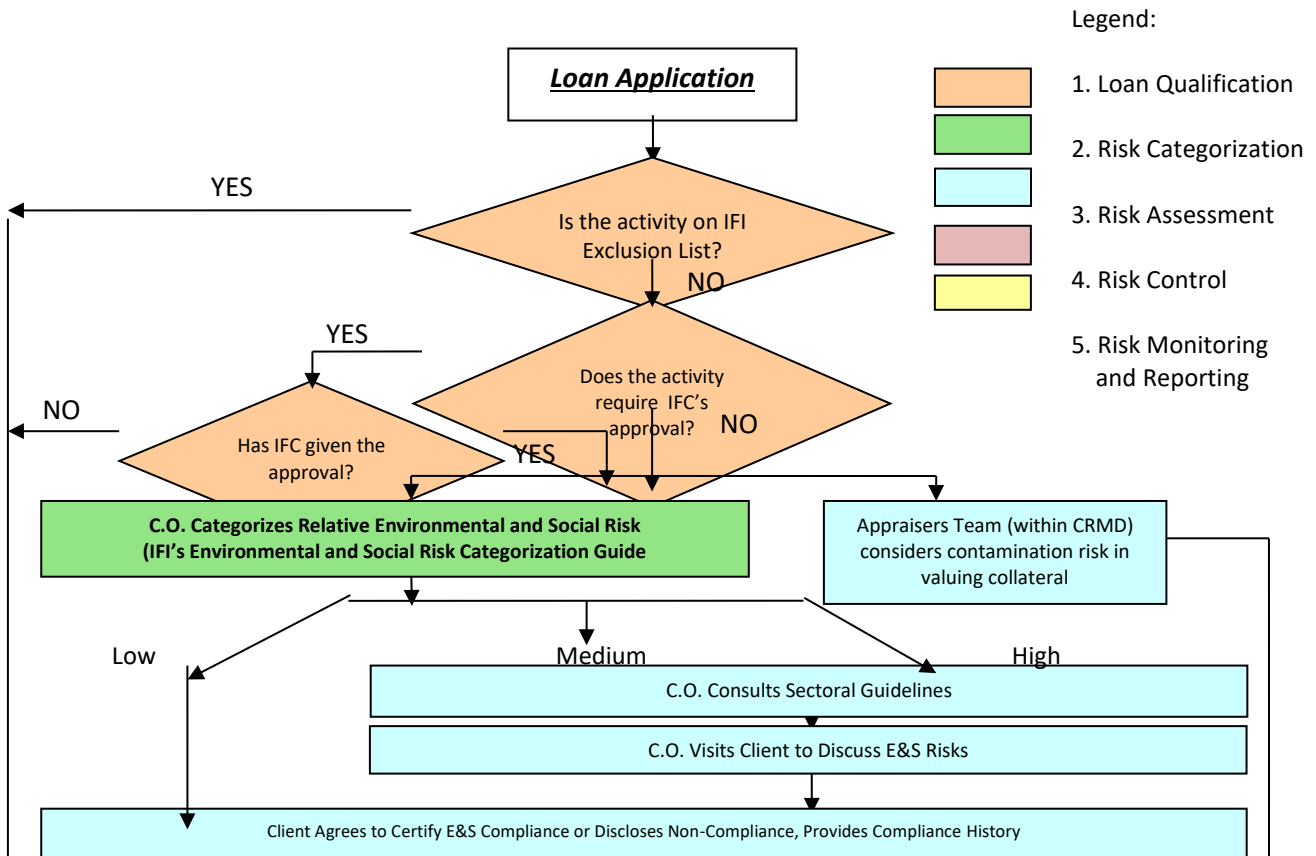 Legend:
Loan Application
1. Loan Qualification
2. Risk Categorization
YES
3. Risk Assessment
Is the activity on IFI
Exclusion List?
NO
4. Risk Control
YES
5. Risk Monitoring
and Reporting
Does the activity
require IFC's
approval?
NO
NO
Has IFC given the
approval?
YES
C.O. Categorizes Relative Environmental and Social Risk
(IFI's Environmental and Social Risk Categorization Guide
Appraisers Team (within CRMD)
considers contamination risk in
valuing collateral
Low
Medium
High
C.O. Consults Sectoral Guidelines
C.O. Visits Client to Discuss E&S Risks
Client Agrees to Certify E&S Compliance or Discloses Non-Compliance, Provides Compliance History